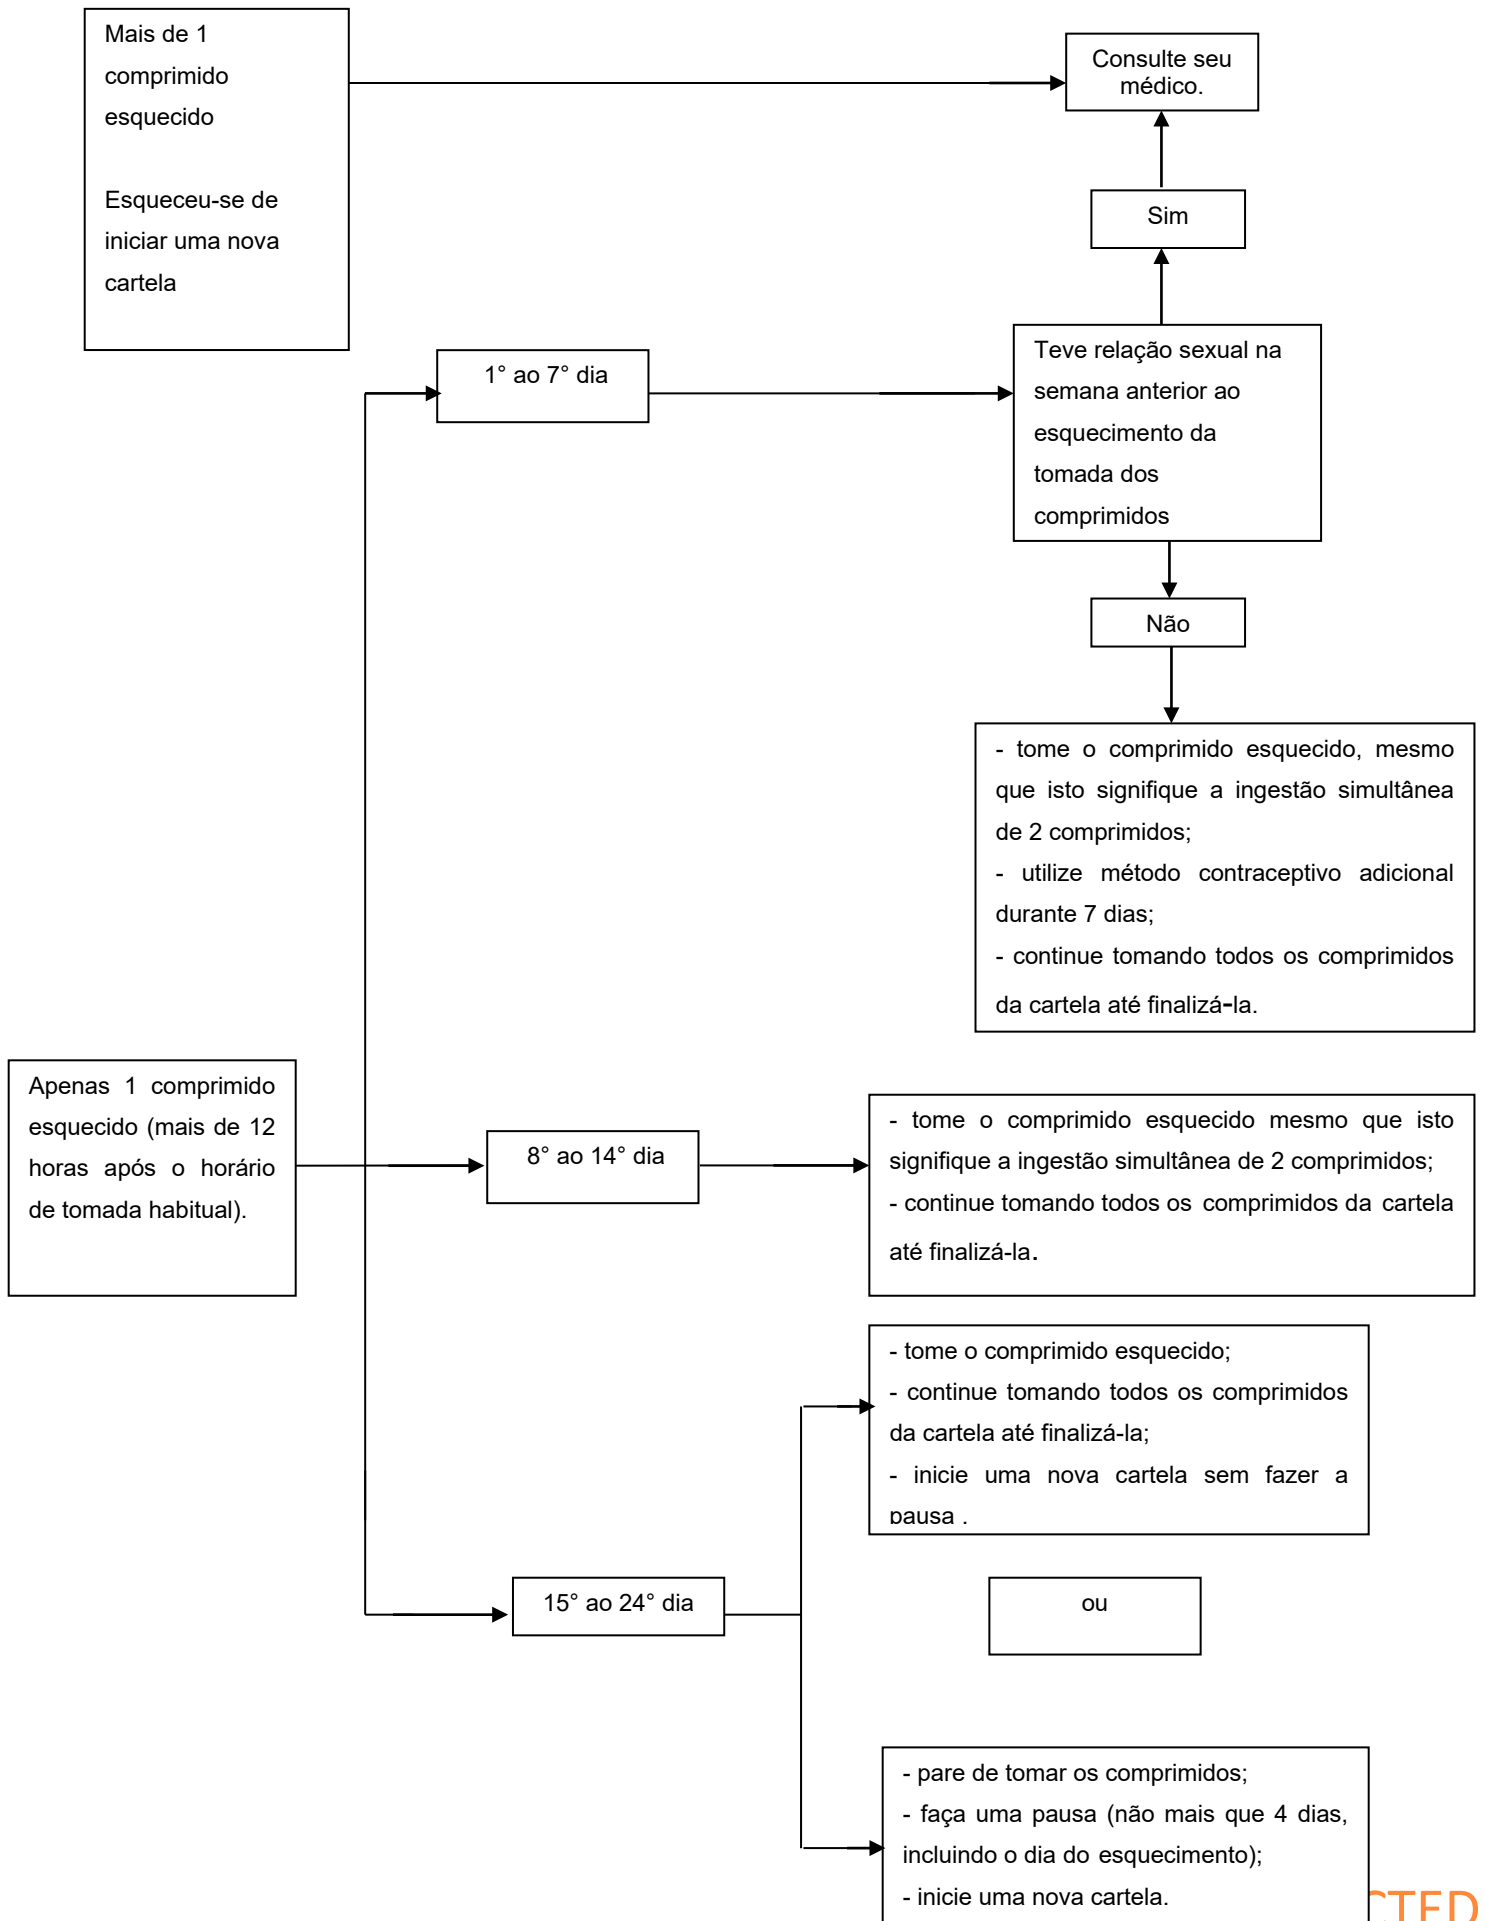 Mais de 1
comprimido
esquecido
Esqueceu-se de
iniciar uma nova
cartela
Consulte seu
médico.
Sim
1° ao 7° dia
Teve relação sexual na
semana anterior ao
esquecimento da
tomada dos
comprimidos
Não
- tome o comprimido esquecido, mesmo
que isto signifique a ingestão simultânea
de 2 comprimidos;
- utilize método contraceptivo adicional
durante 7 dias;
- continue tomando todos os comprimidos
da cartela até finalizá-la.
Apenas 1 comprimido
esquecido (mais de 12
horas após o horário
de tomada habitual).
8° ao 14° dia
- tome o comprimido esquecido mesmo que isto
signifique a ingestão simultânea de 2 comprimidos;
- continue tomando todos os comprimidos da cartela
até finalizá-la.
- tome o comprimido esquecido;
- continue tomando todos os comprimidos
da cartela até finalizá-la;
- inicie uma nova cartela sem fazer a
pausa .
15° ao 24° dia
ou
- pare de tomar os comprimidos;
- faça uma pausa (não mais que 4 dias,
incluindo o dia do esquecimento);
- inicie uma nova cartela.